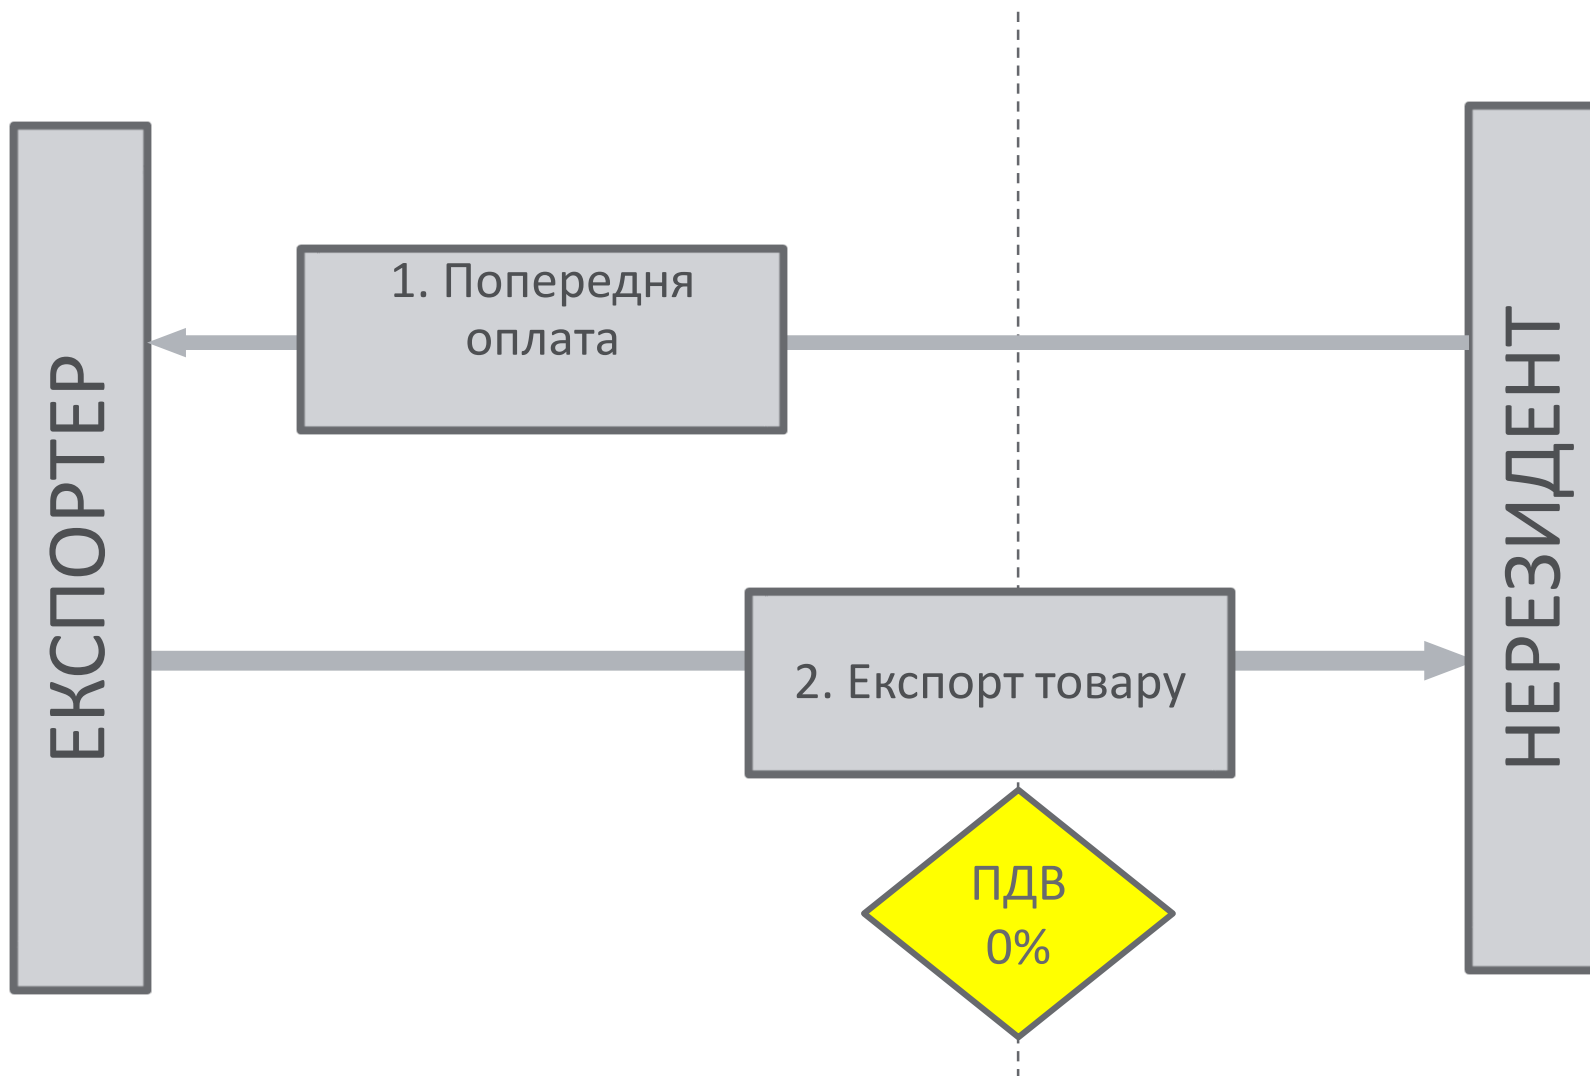 ЕКСПОРТЕР
1. Попередня
оплата
2. Експорт товару
ПДВ
0%
НЕРЕЗИДЕНТ